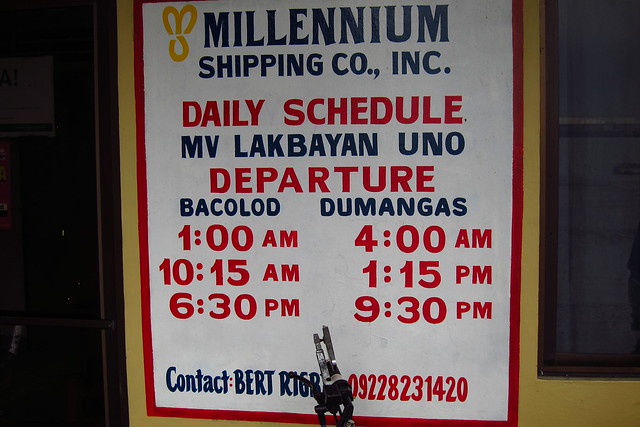 MILLENNIUM
SHIPPING CO., INC.
DAILY SCHEDULE
MV LAKBAYAN UNO
DEPARTURE
BACOLOD DUMANGAS
1:00 AM 4:00 AM
10:15 AM 1:15 PM
6:30 PM 9:30 PM
Contact: BERT 09228231420
A!